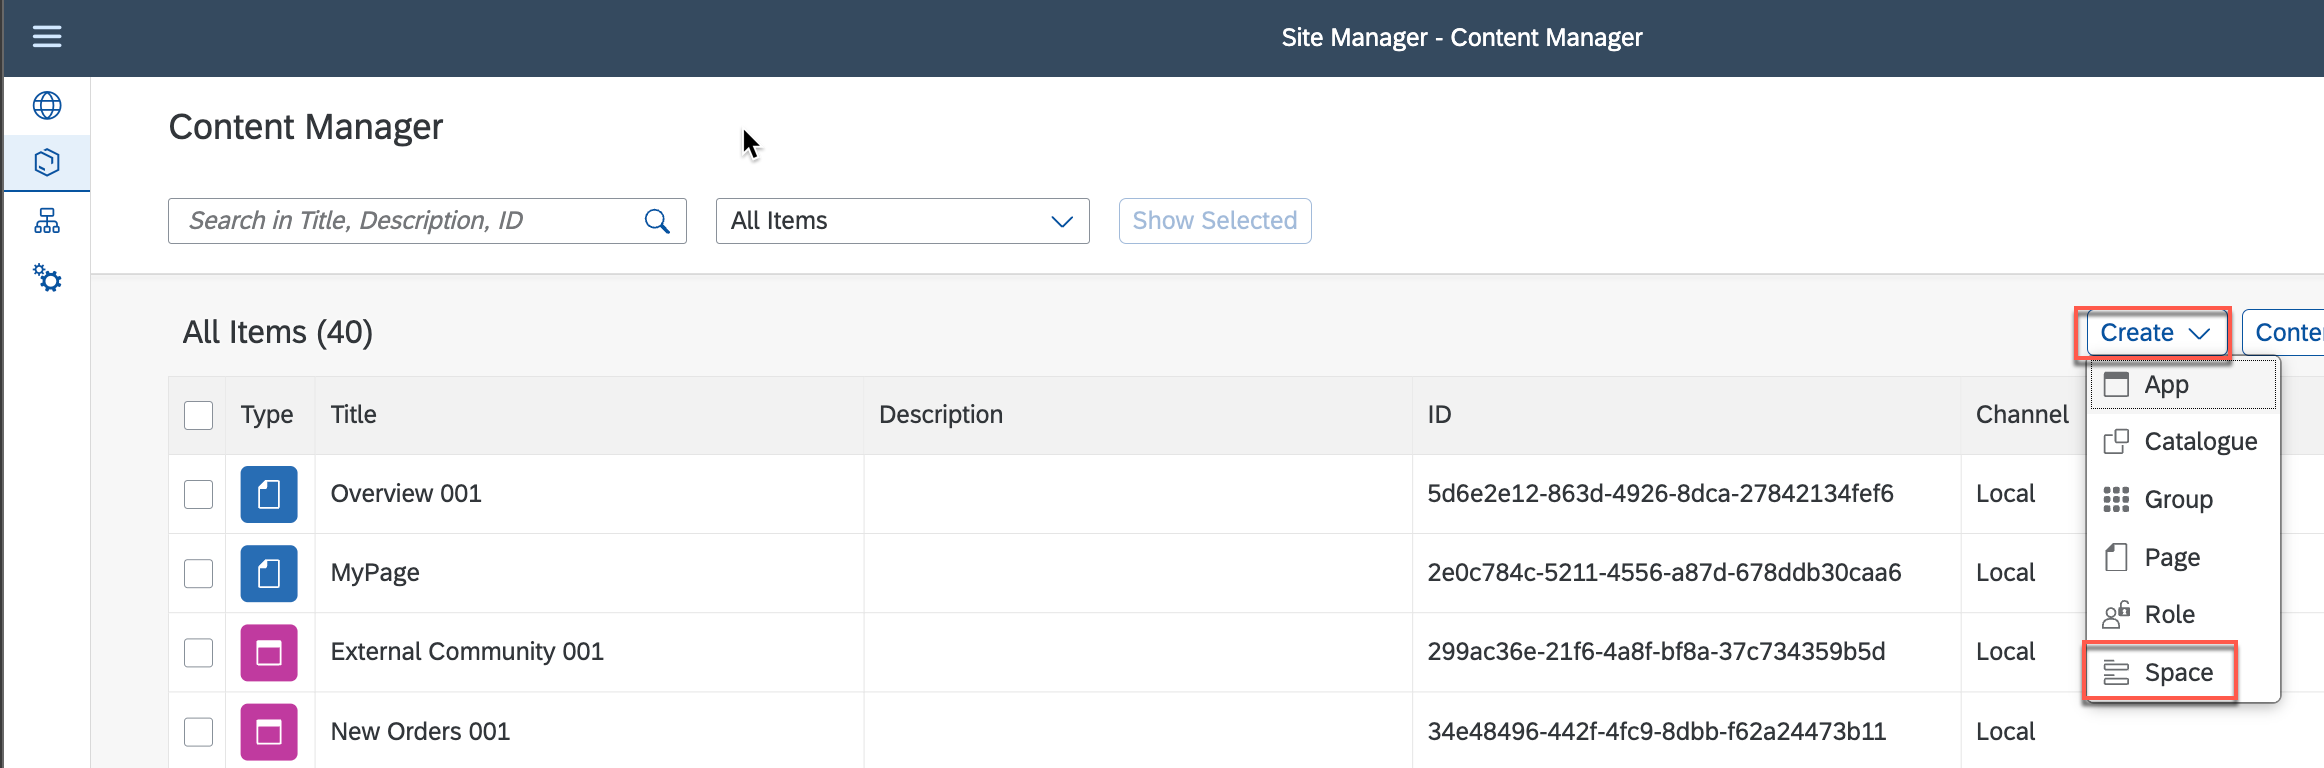 Site Manager - Content Manager
Content Manager
Search in Title, Description, ID
All Items
Show Selected
All Items (40)
Create
Type
Title
Description
ID
Channel
Overview 001
5d6e2e12-863d-4926-8dca-27842134fef6
Local
MyPage
2e0c784c-5211-4556-a87d-678ddb30caa6
Local
External Community 001
299ac36e-21f6-4a8f-bf8a-37c734359b5d
Local
New Orders 001
34e48496-442f-4fc9-8dbb-f62a24473b11
Local
App
Catalogue
Group
Page
Role
Space